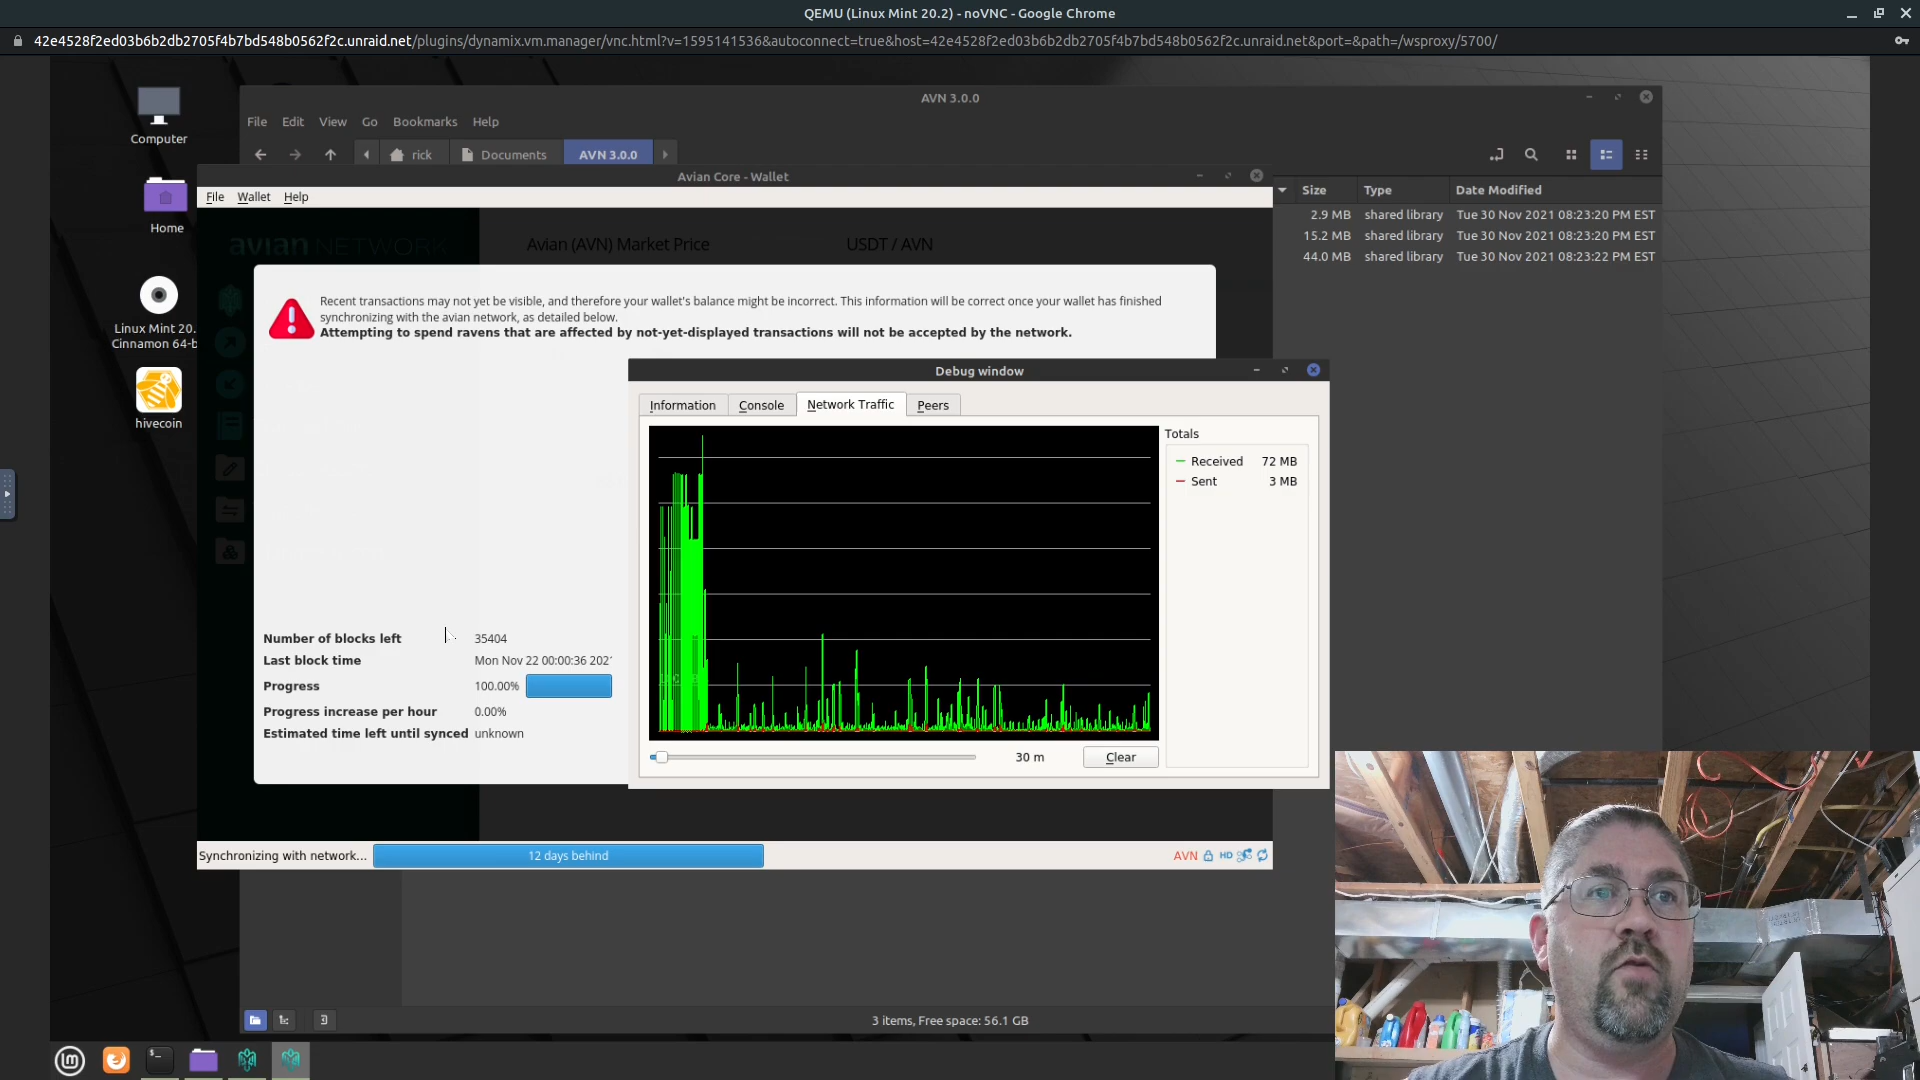 QEMU (Linux Mint 20.2) - noVNC - Google Chrome
42e4528f2ed03b6b2db2705f4b7bd548b0562f2c.unraid.net/plugins/dynamix.vm.manager/vnc.html?v=1595141536&autoconnect=true&host=42e4528f2ed03b6b2db2705f4b7bd548b0562f2c.unraid.net&port=&path=/wsproxy/5700/
AVN 3.0.0
File Edit View Go Bookmarks Help
rick Documents AVN 3.0.0
Computer
Home
Linux Mint 20.
Cinnamon 64-b
hivecoin
Size Type Date Modified
2.9 MB shared library Tue 30 Nov 2021 08:23:20 PM EST
15.2 MB shared library Tue 30 Nov 2021 08:23:20 PM EST
44.0 MB shared library Tue 30 Nov 2021 08:23:22 PM EST
Avian Core - Wallet
File Wallet Help
avian NETWORK
Avian (AVN) Market Price USDT / AVN
Recent transactions may not yet be visible, and therefore your wallet's balance might be incorrect. This information will be correct once your wallet has finished
synchronizing with the avian network, as detailed below.
Attempting to spend ravens that are affected by not-yet-displayed transactions will not be accepted by the network.
Number of blocks left 35404
Last block time Mon Nov 22 00:00:36 202
Progress 100.00%
Progress increase per hour 0.00%
Estimated time left until synced unknown
Debug window
Information Console Network Traffic Peers
Totals
Received 72 MB
Sent 3 MB
30 m Clear
Synchronizing with network... 12 days behind AVN HD
3 items, Free space: 56.1 GB